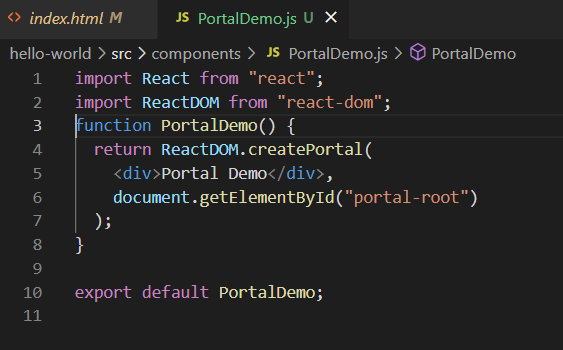 <> index.html M
JS PortalDemo.js U ×
hello-world > src > components > JS PortalDemo.js > PortalDemo
1 import React from "react";
2 import ReactDOM from "react-dom";
3 function PortalDemo() {
4   return ReactDOM.createPortal(
5     <div>Portal Demo</div>,
6     document.getElementById("portal-root")
7   );
8 }
9
10 export default PortalDemo;
11